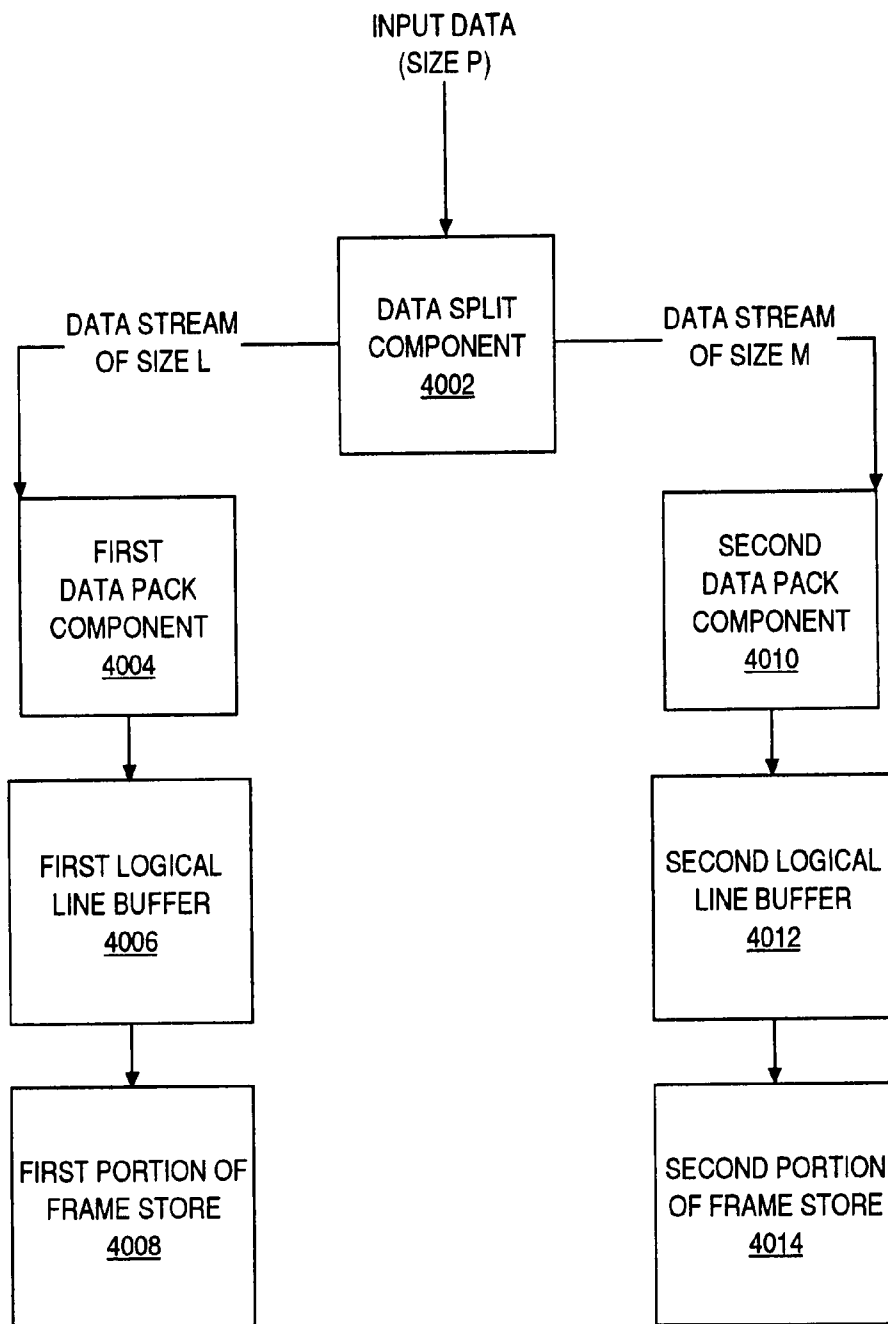 INPUT DATA
(SIZE P)
DATA SPLIT
COMPONENT
4002
DATA STREAM
OF SIZE L
DATA STREAM
OF SIZE M
FIRST
DATA PACK
COMPONENT
4004
SECOND
DATA PACK
COMPONENT
4010
FIRST LOGICAL
LINE BUFFER
4006
SECOND LOGICAL
LINE BUFFER
4012
FIRST PORTION OF
FRAME STORE
4008
SECOND PORTION
OF FRAME STORE
4014